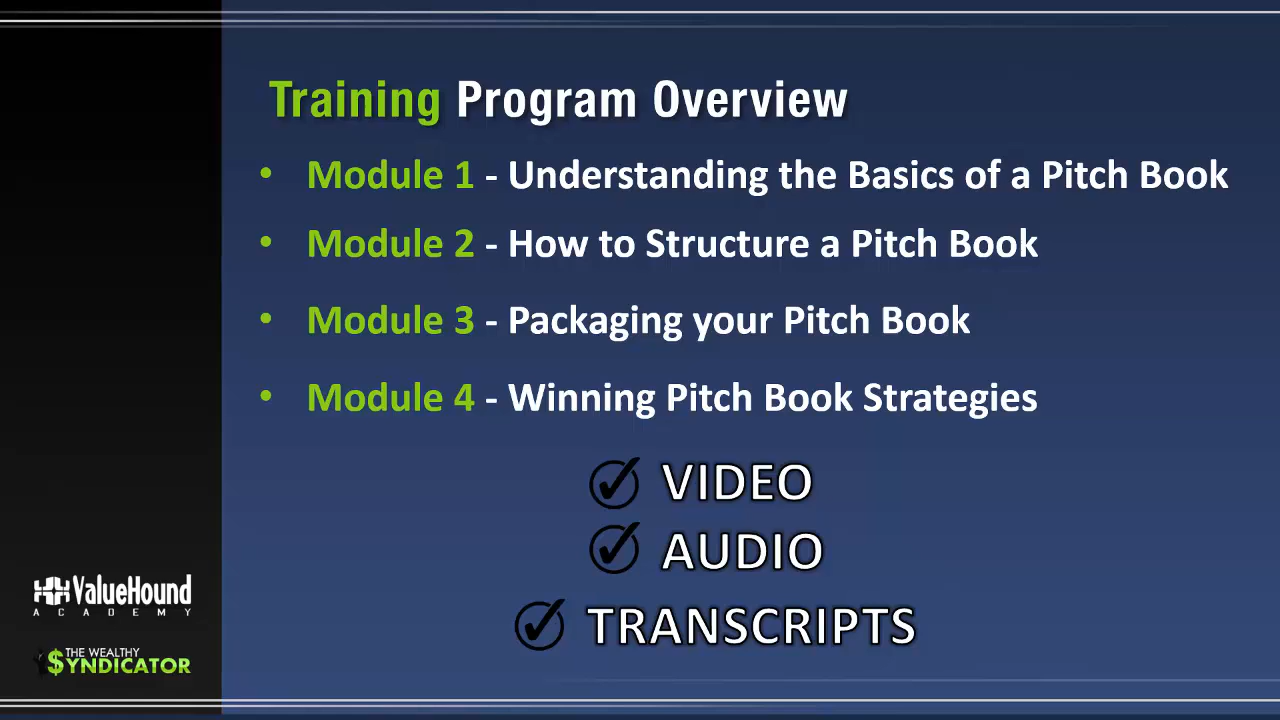 Training Program Overview
• Module 1 - Understanding the Basics of a Pitch Book
• Module 2 - How to Structure a Pitch Book
• Module 3 - Packaging your Pitch Book
• Module 4 - Winning Pitch Book Strategies
VIDEO
AUDIO
TRANSCRIPTS
ValueHound
ACADEMY
THE WEALTHY
$YNDICATOR